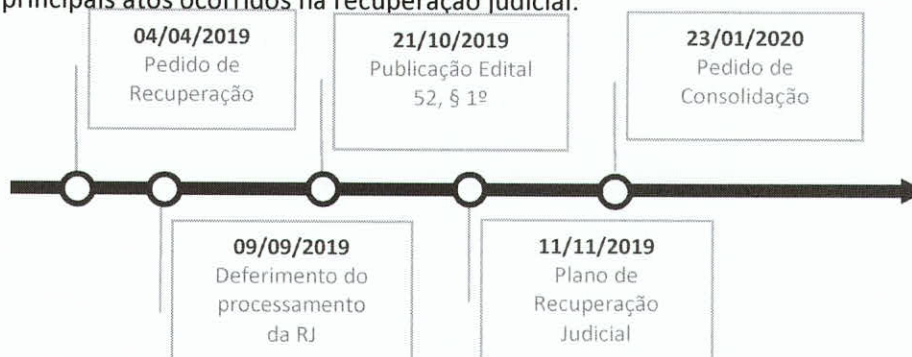 principais atos ocorridos na recuperação judicial:
04/04/2019
Pedido de
Recuperação
21/10/2019
Publicação Edital
52, § 1º
23/01/2020
Pedido de
Consolidação
09/09/2019
Deferimento do
processamento
da RJ
11/11/2019
Plano de
Recuperação
Judicial